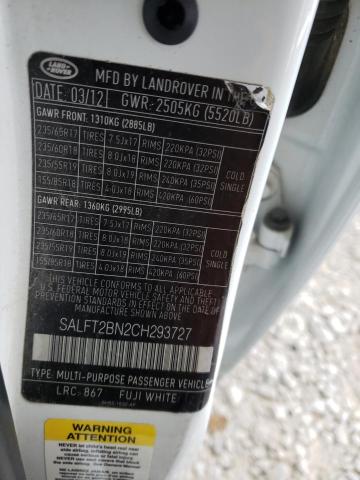 LAND
ROVER
MFD BY LANDROVER IN THE
DATE: 03/12 GWR: 2505KG (5520LB)
GAWR FRONT: 1310KG (2885LB)
235/65R17 TIRES 7.5Jx17 RIMS 220KPA (32PSI)
235/60R18 TIRES 8.0Jx18 RIMS 220KPA (32PSI) COLD
235/55R19 TIRES 8.0Jx19 RIMS 240KPA (35PSI) SINGLE
155/85R18 TIRES 4.0Jx18 RIMS 420KPA (60PSI)
GAWR REAR: 1360KG (2995LB)
235/65R17 TIRES 7.5Jx17 RIMS 220KPA (32PSI)
235/60R18 TIRES 8.0Jx18 RIMS 220KPA (32PSI) COLD
235/55R19 TIRES 8.0Jx19 RIMS 240KPA (35PSI) SINGLE
155/85R18 TIRES 4.0Jx18 RIMS 420KPA (60PSI)
THIS VEHICLE CONFORMS TO ALL
APPLICABLE U.S. FEDERAL MOTOR
VEHICLE SAFETY STANDARDS IN EFFECT
ON THE DATE OF MANUFACTURE SHOWN ABOVE
SALFT2BN2CH293727
TYPE: MULTI-PURPOSE PASSENGER VEHICLE
LRC: 867 FUJI WHITE
WARNING
ATTENTION